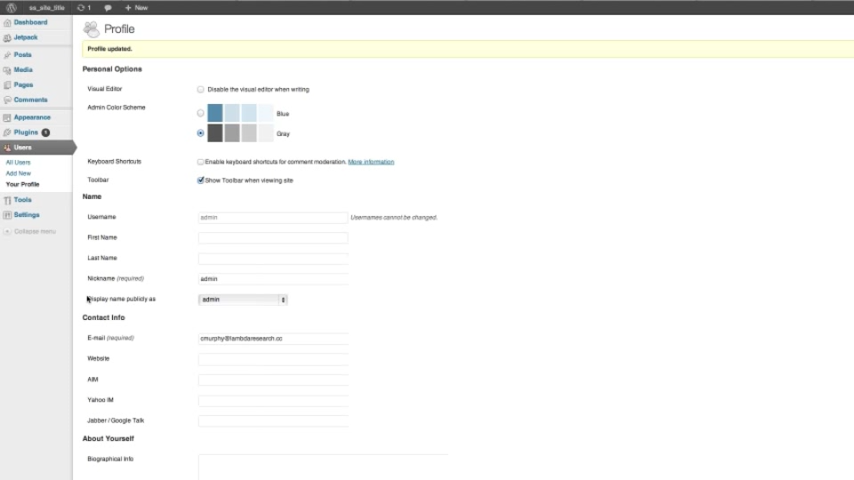 ss_site_title 1 + New
Dashboard
Jetpack
Posts
Media
Pages
Comments
Appearance
Plugins 1
Users
All Users
Add New
Your Profile
Tools
Settings
Collapse menu
Profile
Profile updated.
Personal Options
Visual Editor Disable the visual editor when writing
Admin Color Scheme Blue
Gray
Keyboard Shortcuts Enable keyboard shortcuts for comment moderation. More information
Toolbar Show Toolbar when viewing site
Name
Username admin Usernames cannot be changed.
First Name
Last Name
Nickname (required) admin
Display name publicly as admin
Contact Info
E-mail (required) cmurphy@lambdaresearch.cc
Website
AIM
Yahoo IM
Jabber / Google Talk
About Yourself
Biographical Info